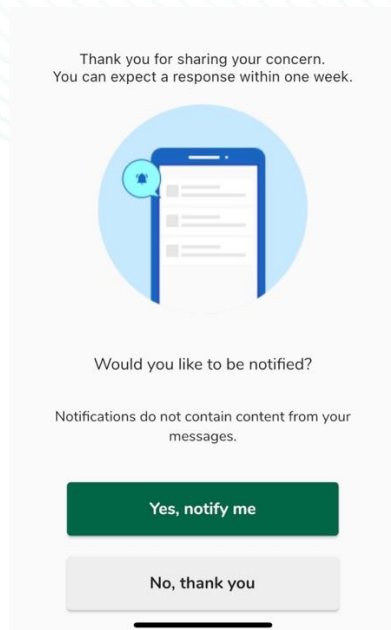 Thank you for sharing your concern.
You can expect a response within one week.
Would you like to be notified?
Notifications do not contain content from your
messages.
Yes, notify me
No, thank you